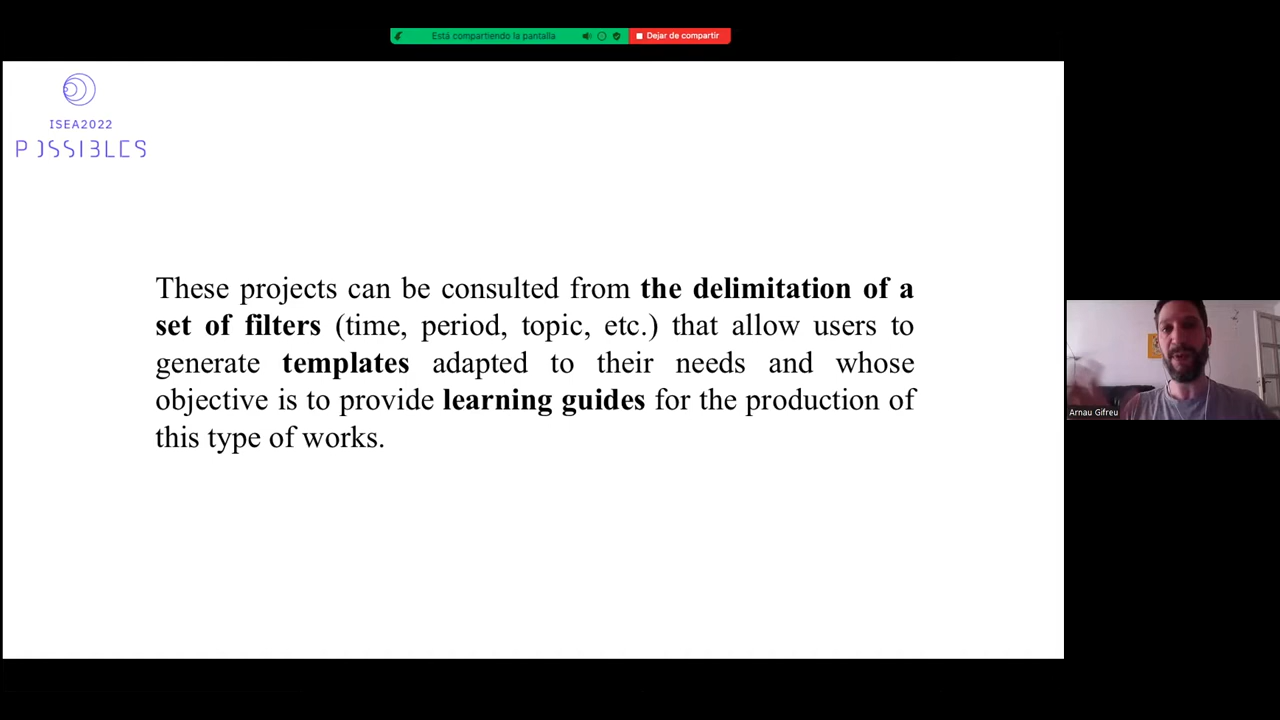 Está compartiendo la pantalla
Dejar de compartir
ISEA2022
POSSIBLES
These projects can be consulted from the delimitation of a
set of filters (time, period, topic, etc.) that allow users to
generate templates adapted to their needs and whose
objective is to provide learning guides for the production of
this type of works.
Arnau Gifreu